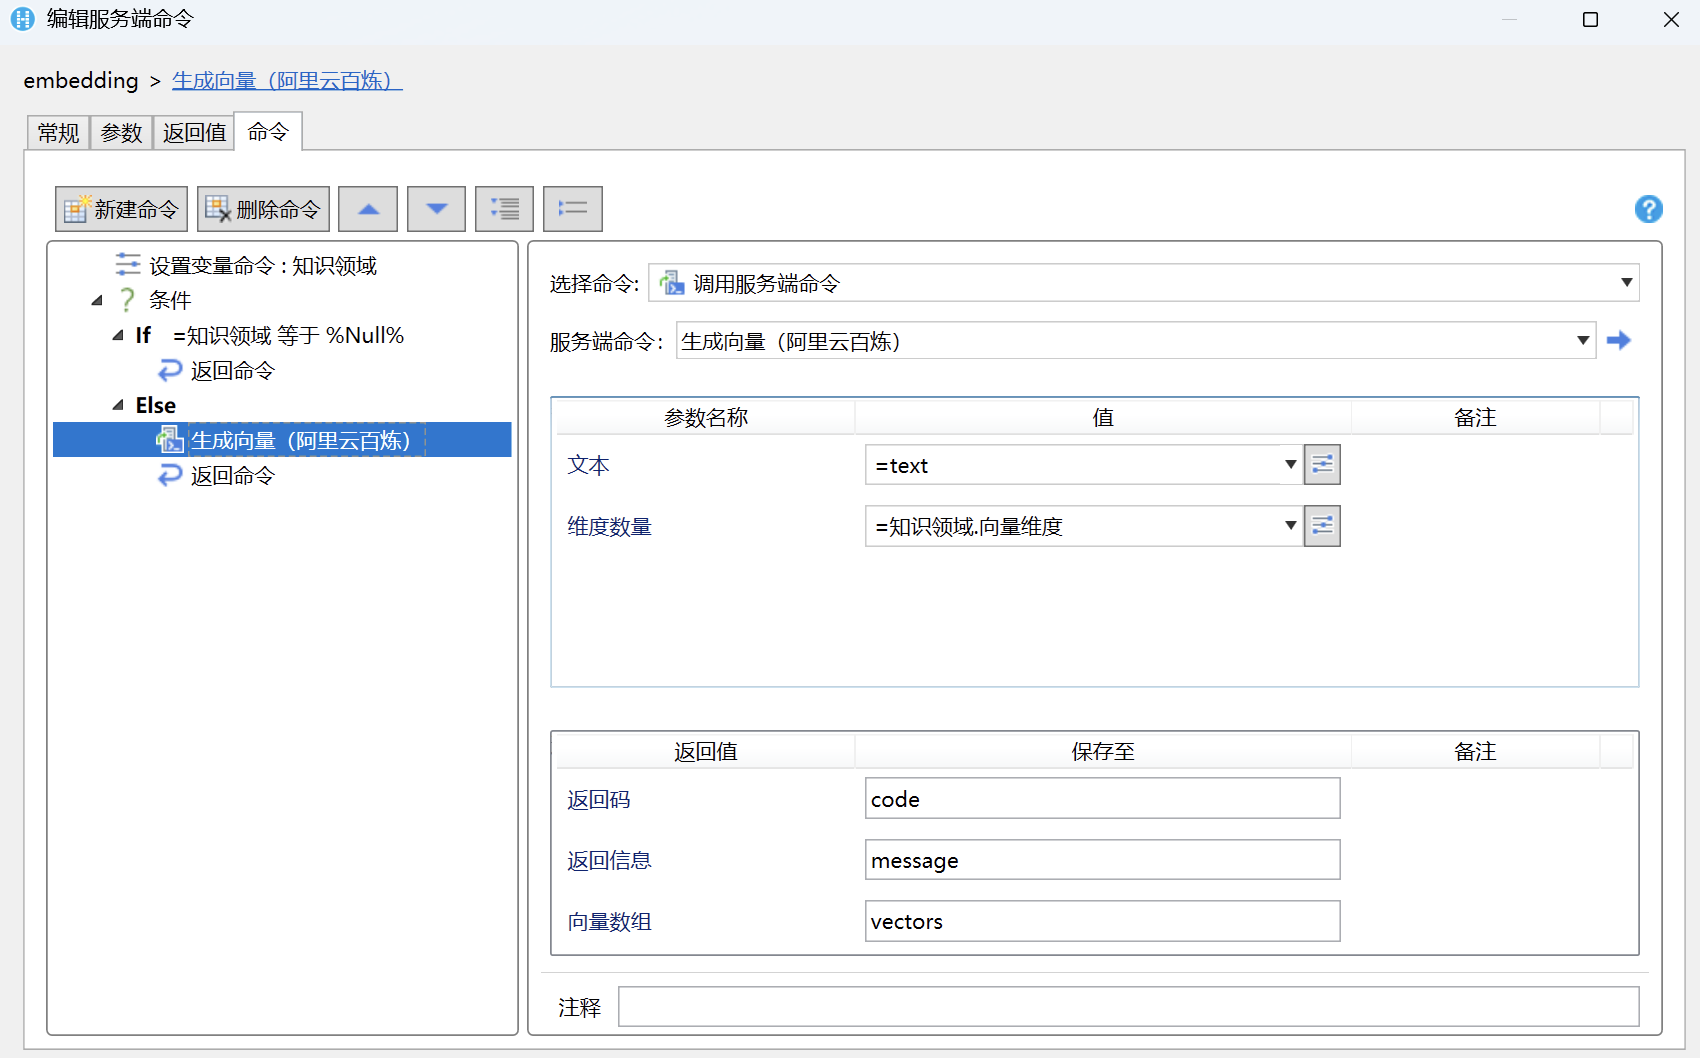 编辑服务端命令
embedding > 生成向量（阿里云百炼）
常规 参数 返回值 命令
新建命令 删除命令
设置变量命令 : 知识领域
条件
If =知识领域 等于 %Null%
返回命令
Else
生成向量（阿里云百炼）
返回命令
选择命令: 调用服务端命令
服务端命令: 生成向量（阿里云百炼）
参数名称 值 备注
文本 =text
维度数量 =知识领域.向量维度
返回值 保存至 备注
返回码 code
返回信息 message
向量数组 vectors
注释